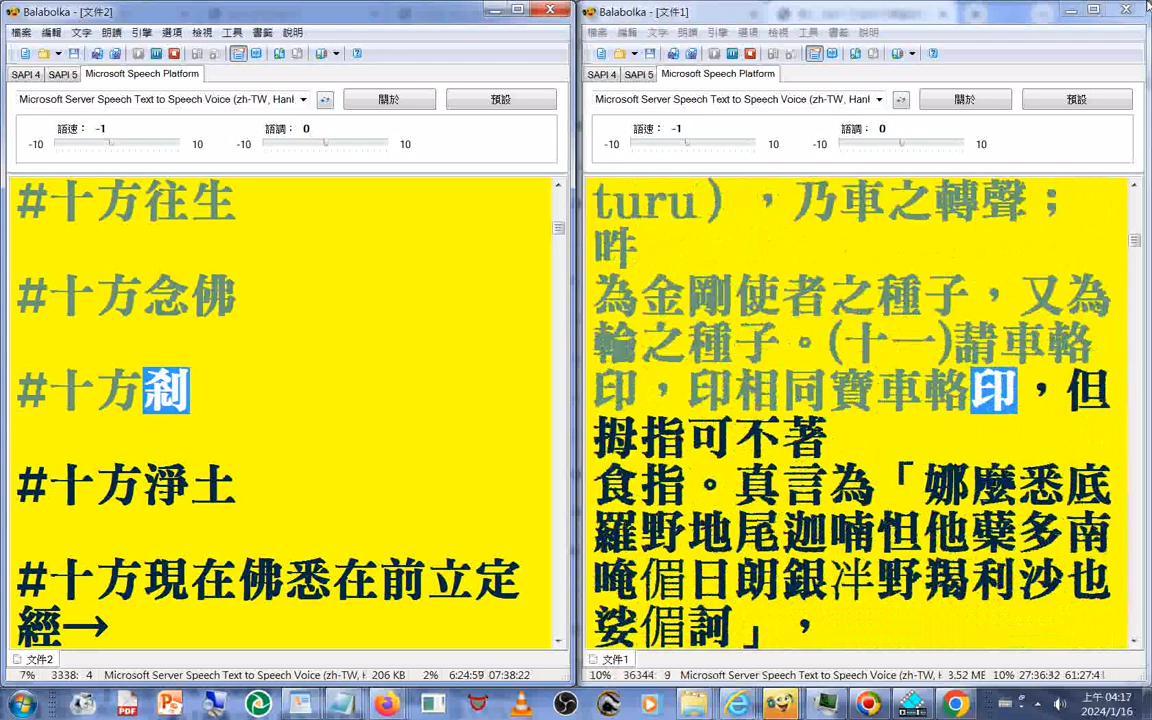 Balabolka - [文件2]
檔案 編輯 文字 朗讀 引擎 選項 檢視 工具 書籤 說明
SAPI 4 SAPI 5 Microsoft Speech Platform
Microsoft Server Speech Text to Speech Voice (zh-TW, Hanl
關於
預設
語速： -1
語調： 0
-10 10 -10 10
#十方往生
#十方念佛
#十方剎
#十方淨土
#十方現在佛悉在前立定
經→
文件2
7% 3338: 4 Microsoft Server Speech Text to Speech Voice (zh-TW, H 206 KB 2% 6:24:59 07:38:22
Balabolka - [文件1]
檔案 編輯 文字 朗讀 引擎 選項 檢視 工具 書籤 說明
SAPI 4 SAPI 5 Microsoft Speech Platform
Microsoft Server Speech Text to Speech Voice (zh-TW, Hanl
關於
預設
語速： -1
語調： 0
-10 10 -10 10
turu），乃車之轉聲；
吽
為金剛使者之種子，又為
輪之種子。(十一)請車輅
印，印相同寶車輅印，但
拇指可不著
食指。真言為「娜麼悉底
羅野地尾迦喃怛他蘖多南
唵倡日朗銀泮野羯利沙也
娑倡訶」，
文件1
10% 36344: 9 Microsoft Server Speech Text to Speech Voice (zh-TW, H 3.52 MB 10% 27:36:32 61:27:4
上午 04:17
2024/1/16